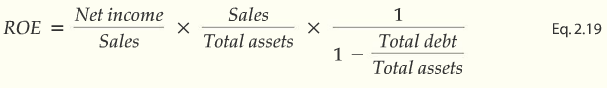 ROE = Net income / Sales × Sales / Total assets × 1 / (1 − Total debt / Total assets) Eq. 2.19